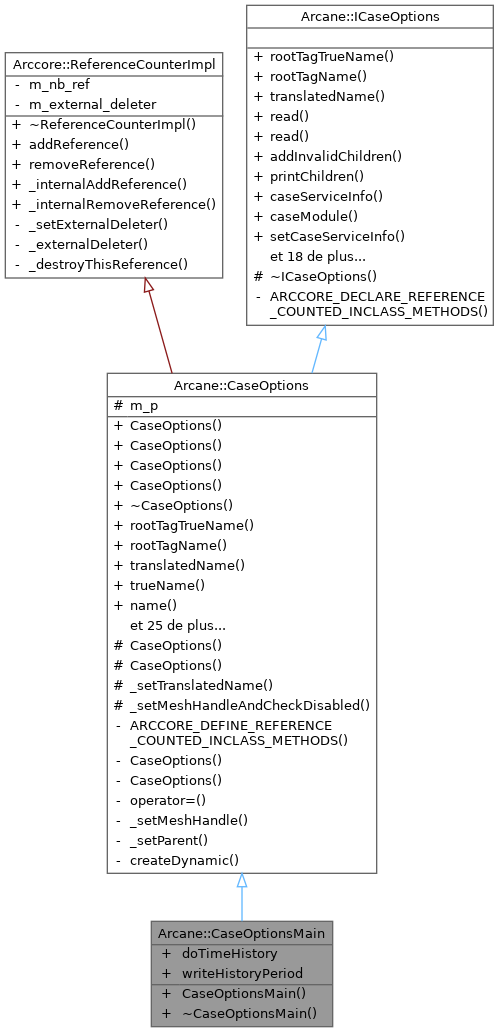 Arccore::ReferenceCounterImpl
- m_nb_ref
- m_external_deleter
+ ~ReferenceCounterImpl()
+ addReference()
+ removeReference()
+ _internalAddReference()
+ _internalRemoveReference()
- _setExternalDeleter()
- _externalDeleter()
- _destroyThisReference()
Arcane::ICaseOptions
+ rootTagTrueName()
+ rootTagName()
+ translatedName()
+ read()
+ read()
+ addInvalidChildren()
+ printChildren()
+ caseServiceInfo()
+ caseModule()
+ setCaseServiceInfo()
et 18 de plus...
# ~ICaseOptions()
- ARCCORE_DECLARE_REFERENCE
_COUNTED_INCLASS_METHODS()
Arcane::CaseOptions
# m_p
+ CaseOptions()
+ CaseOptions()
+ CaseOptions()
+ CaseOptions()
+ ~CaseOptions()
+ rootTagTrueName()
+ rootTagName()
+ translatedName()
+ trueName()
+ name()
et 25 de plus...
# CaseOptions()
# CaseOptions()
# _setTranslatedName()
# _setMeshHandleAndCheckDisabled()
- ARCCORE_DEFINE_REFERENCE
_COUNTED_INCLASS_METHODS()
- CaseOptions()
- CaseOptions()
- operator=()
- _setMeshHandle()
- _setParent()
- createDynamic()
Arcane::CaseOptionsMain
+ doTimeHistory
+ writeHistoryPeriod
+ CaseOptionsMain()
+ ~CaseOptionsMain()